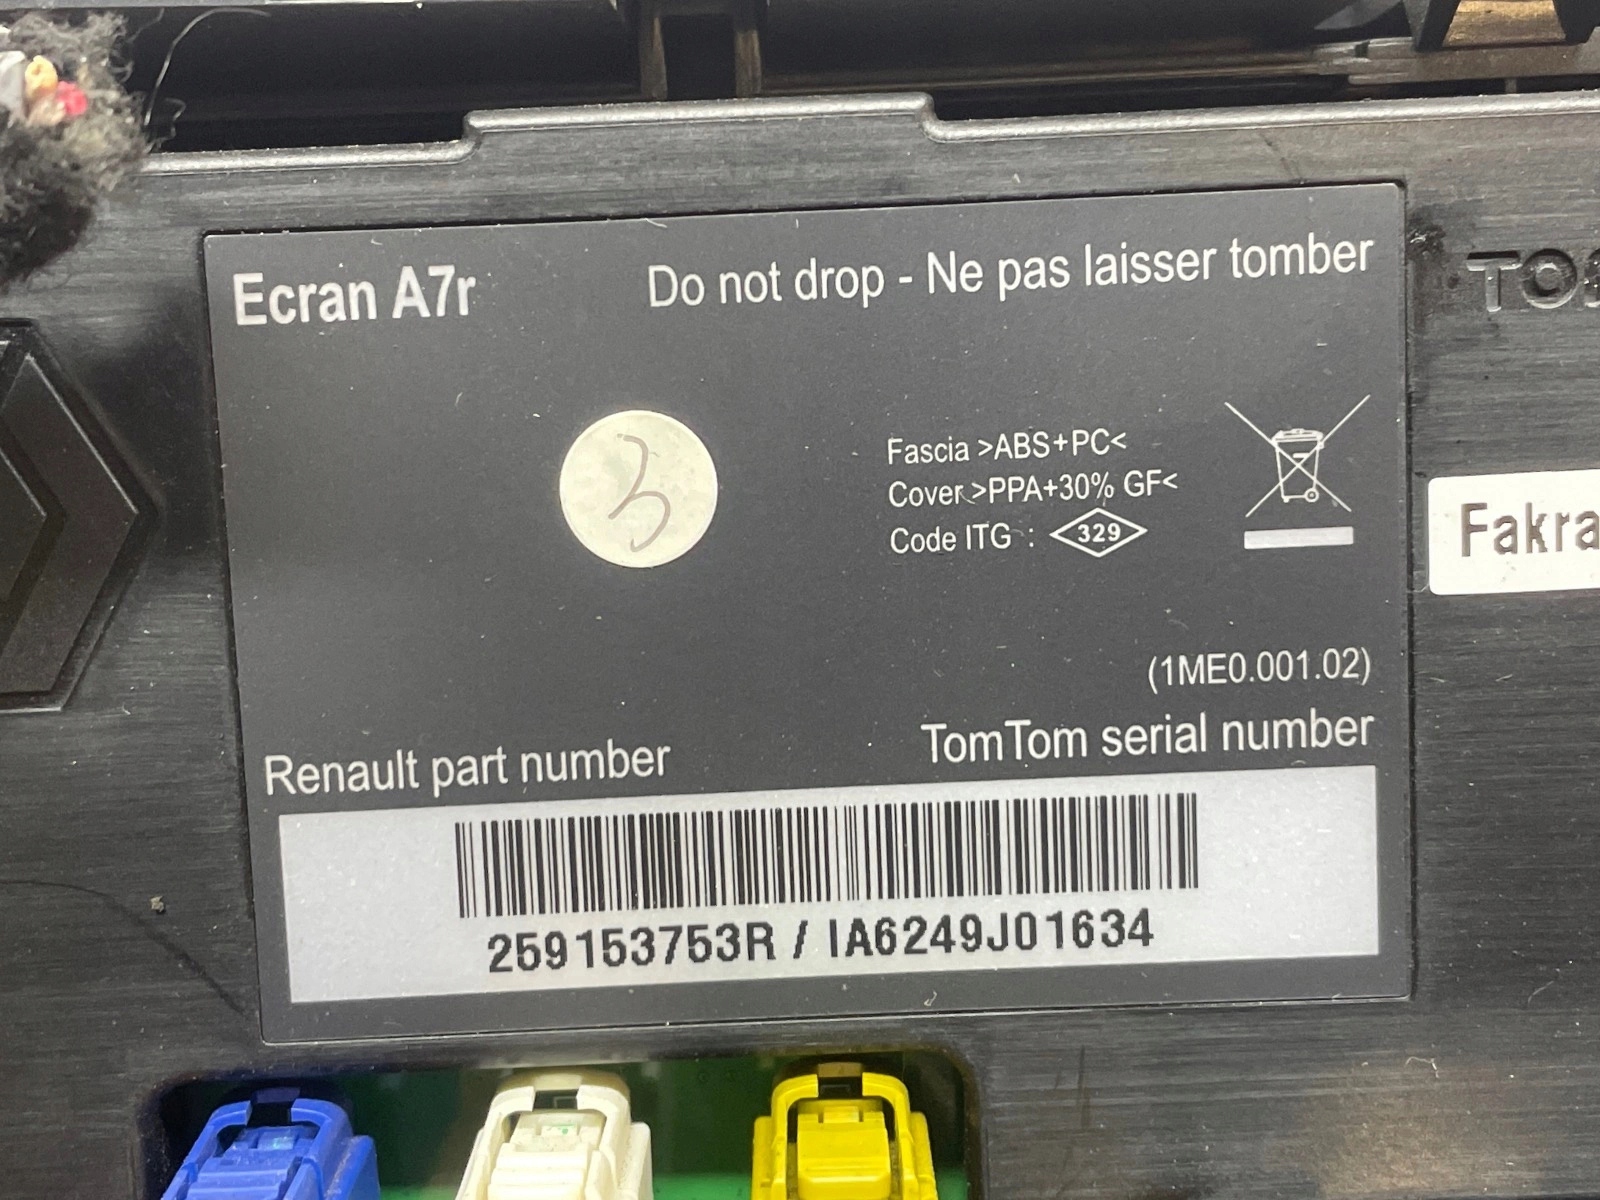 Ecran A7r
Do not drop - Ne pas laisser tomber
3
Fascia >ABS+PC<
Cover >PPA+30% GF<
Code ITG : 329
Fakra
(1ME0.001.02)
Renault part number
TomTom serial number
259153753R / IA6249J01634